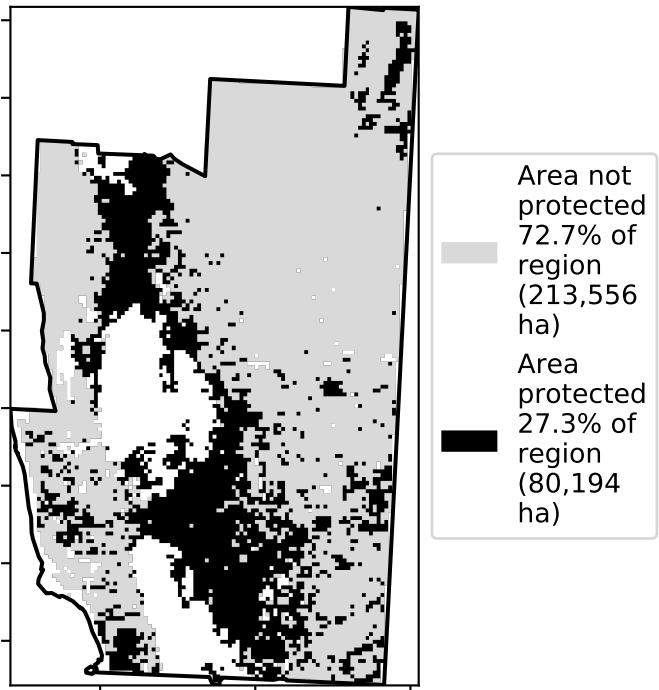 Area not
protected
72.7% of
region
(213,556
ha)
Area
protected
27.3% of
region
(80,194
ha)